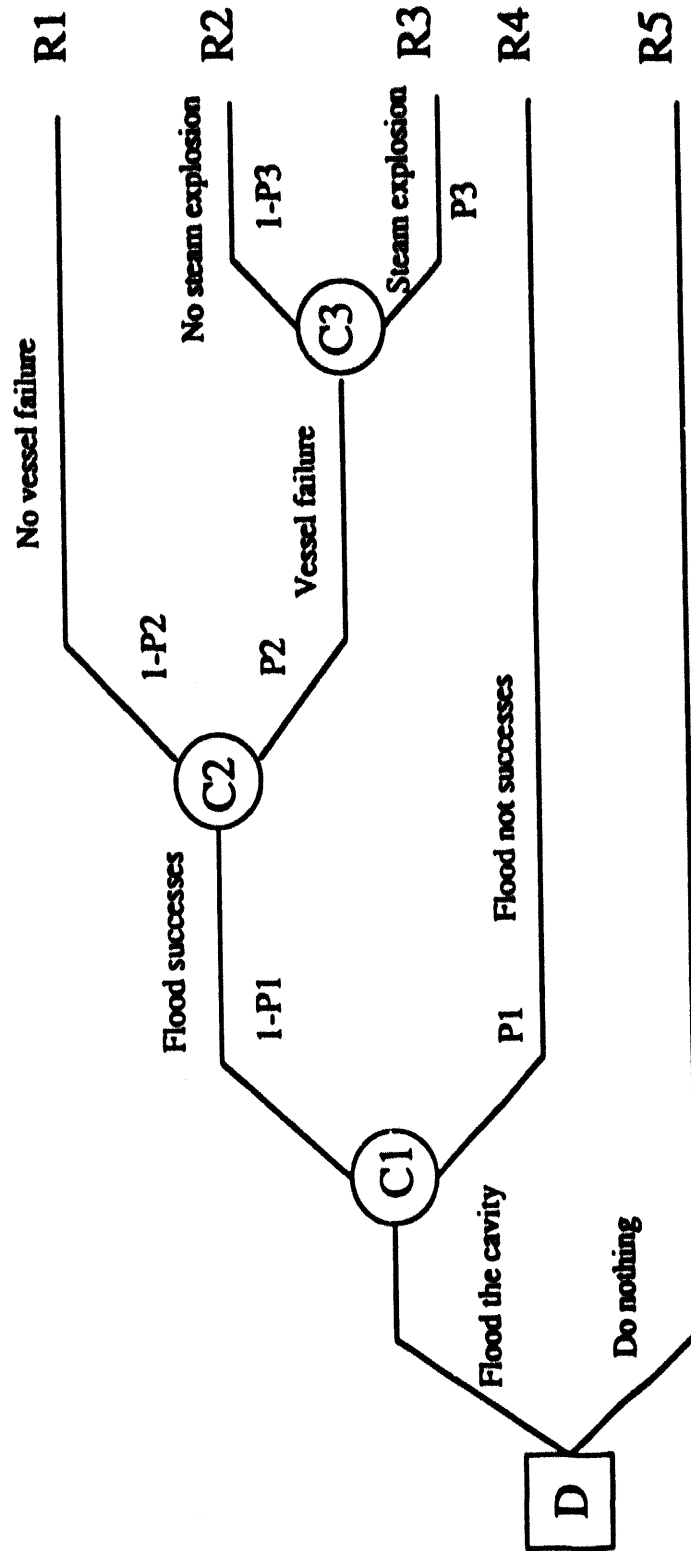 No vessel failure
R1
1-P2
No steam explosion
R2
1-P3
Flood successes
C2
P2
Vessel failure
C3
Steam explosion
R3
P3
1-P1
C1
P1
Flood not successes
R4
Flood the cavity
D
Do nothing
R5